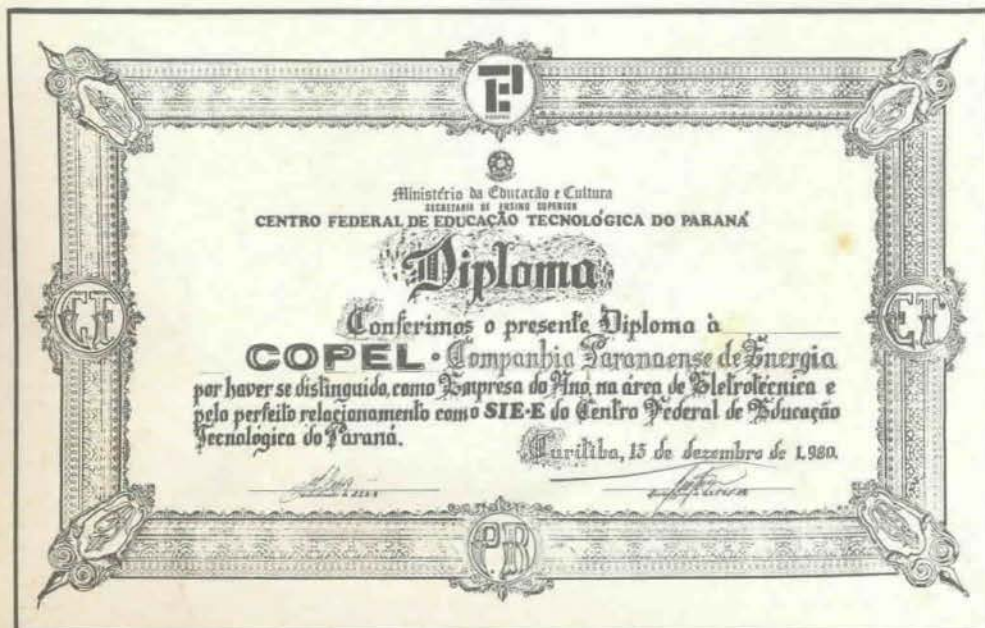 Ministério da Educação e Cultura
SECRETARIA DE ENSINO SUPERIOR
CENTRO FEDERAL DE EDUCAÇÃO TECNOLÓGICA DO PARANÁ
Diploma
Conferimos o presente Diploma à
COPEL • Companhia Paranaense de Energia
por haver se distinguido, como Empresa do Ano, na área de Eletrotécnica e
pelo perfeito relacionamento com o SIE-E do Centro Federal de Educação
Tecnológica do Paraná.
Curitiba, 15 de dezembro de 1.980.
CF
CT
P.R